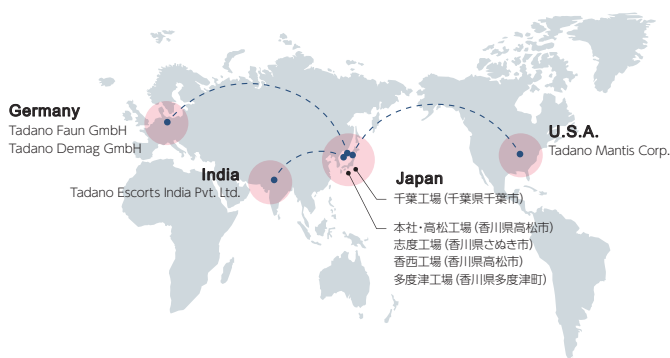 Germany
Tadano Faun GmbH
Tadano Demag GmbH
India
Tadano Escorts India Pvt. Ltd.
Japan
千葉工場（千葉県千葉市）
本社・高松工場（香川県高松市）
志度工場（香川県さぬき市）
香西工場（香川県高松市）
多度津工場（香川県多度津町）
U.S.A.
Tadano Mantis Corp.